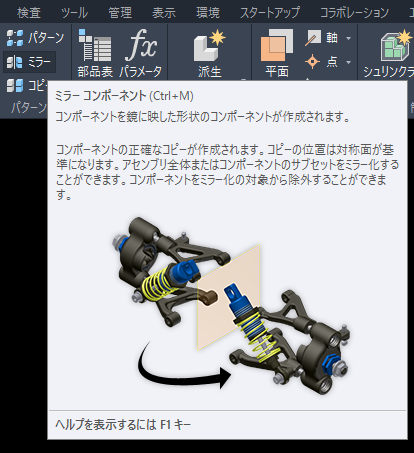 検査 ツール 管理 表示 環境 スタートアップ コラボレーション
パターン
ミラー
コピ
パターン
部品表
パラメータ
派生
平面
軸
点
シュリンクラ
ミラー コンポーネント (Ctrl+M)
コンポーネントを鏡に映した形状のコンポーネントが作成されます。
コンポーネントの正確なコピーが作成されます。コピーの位置は対称面が基
準になります。アセンブリ全体またはコンポーネントのサブセットをミラー化する
ことができます。コンポーネントをミラー化の対象から除外することができま
す。
ヘルプを表示するには F1 キー